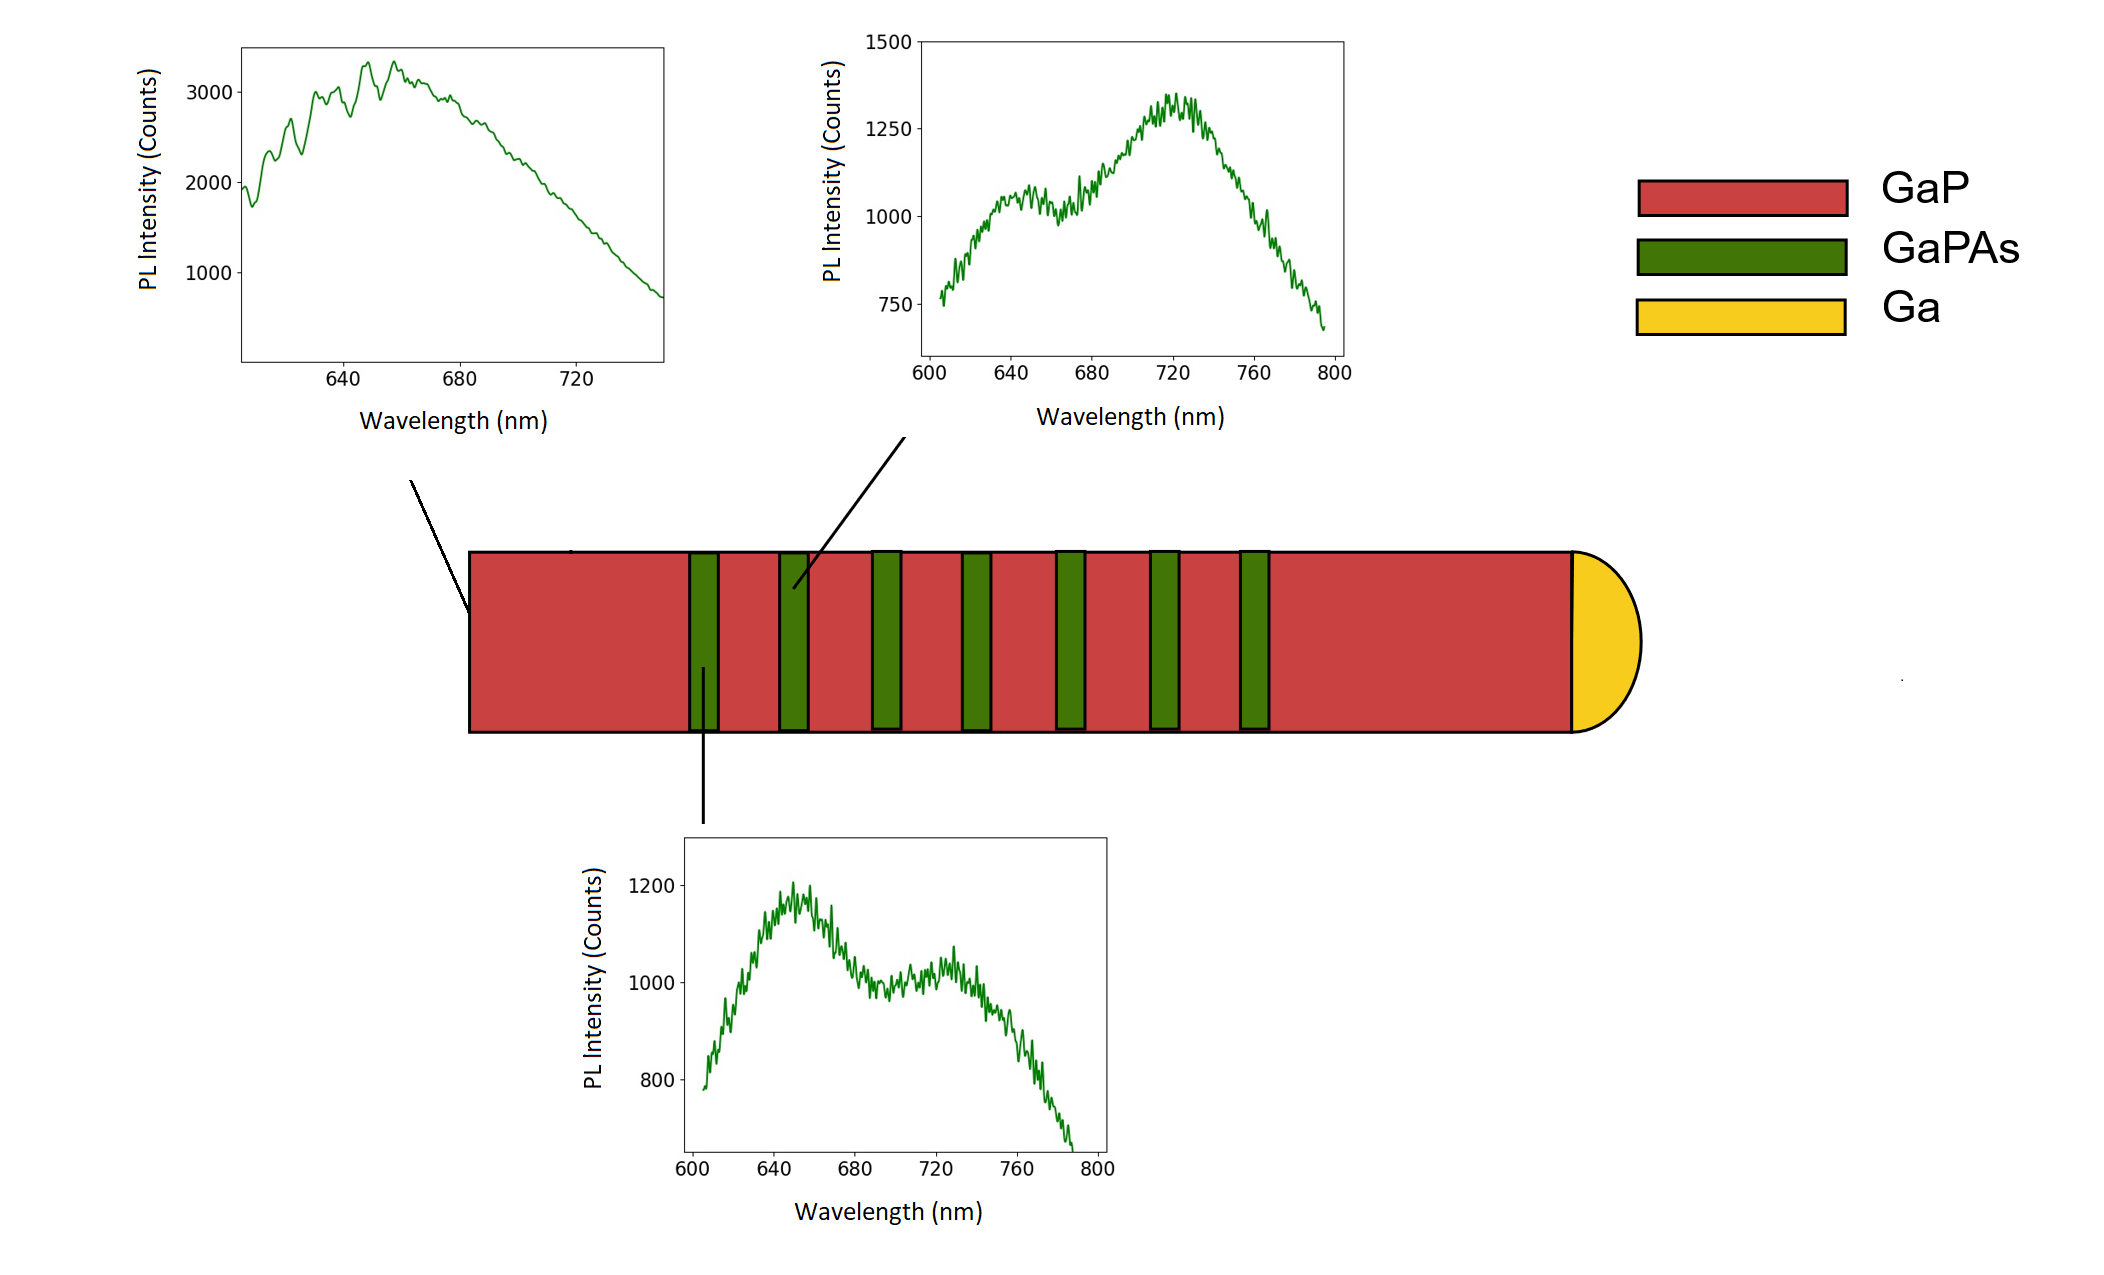 PL Intensity (Counts)
3000
2000
1000
640 680 720
Wavelength (nm)
PL Intensity (Counts)
1500
1250
1000
750
600 640 680 720 760 800
Wavelength (nm)
GaP
GaPAs
Ga
PL Intensity (Counts)
1200
1000
800
600 640 680 720 760 800
Wavelength (nm)